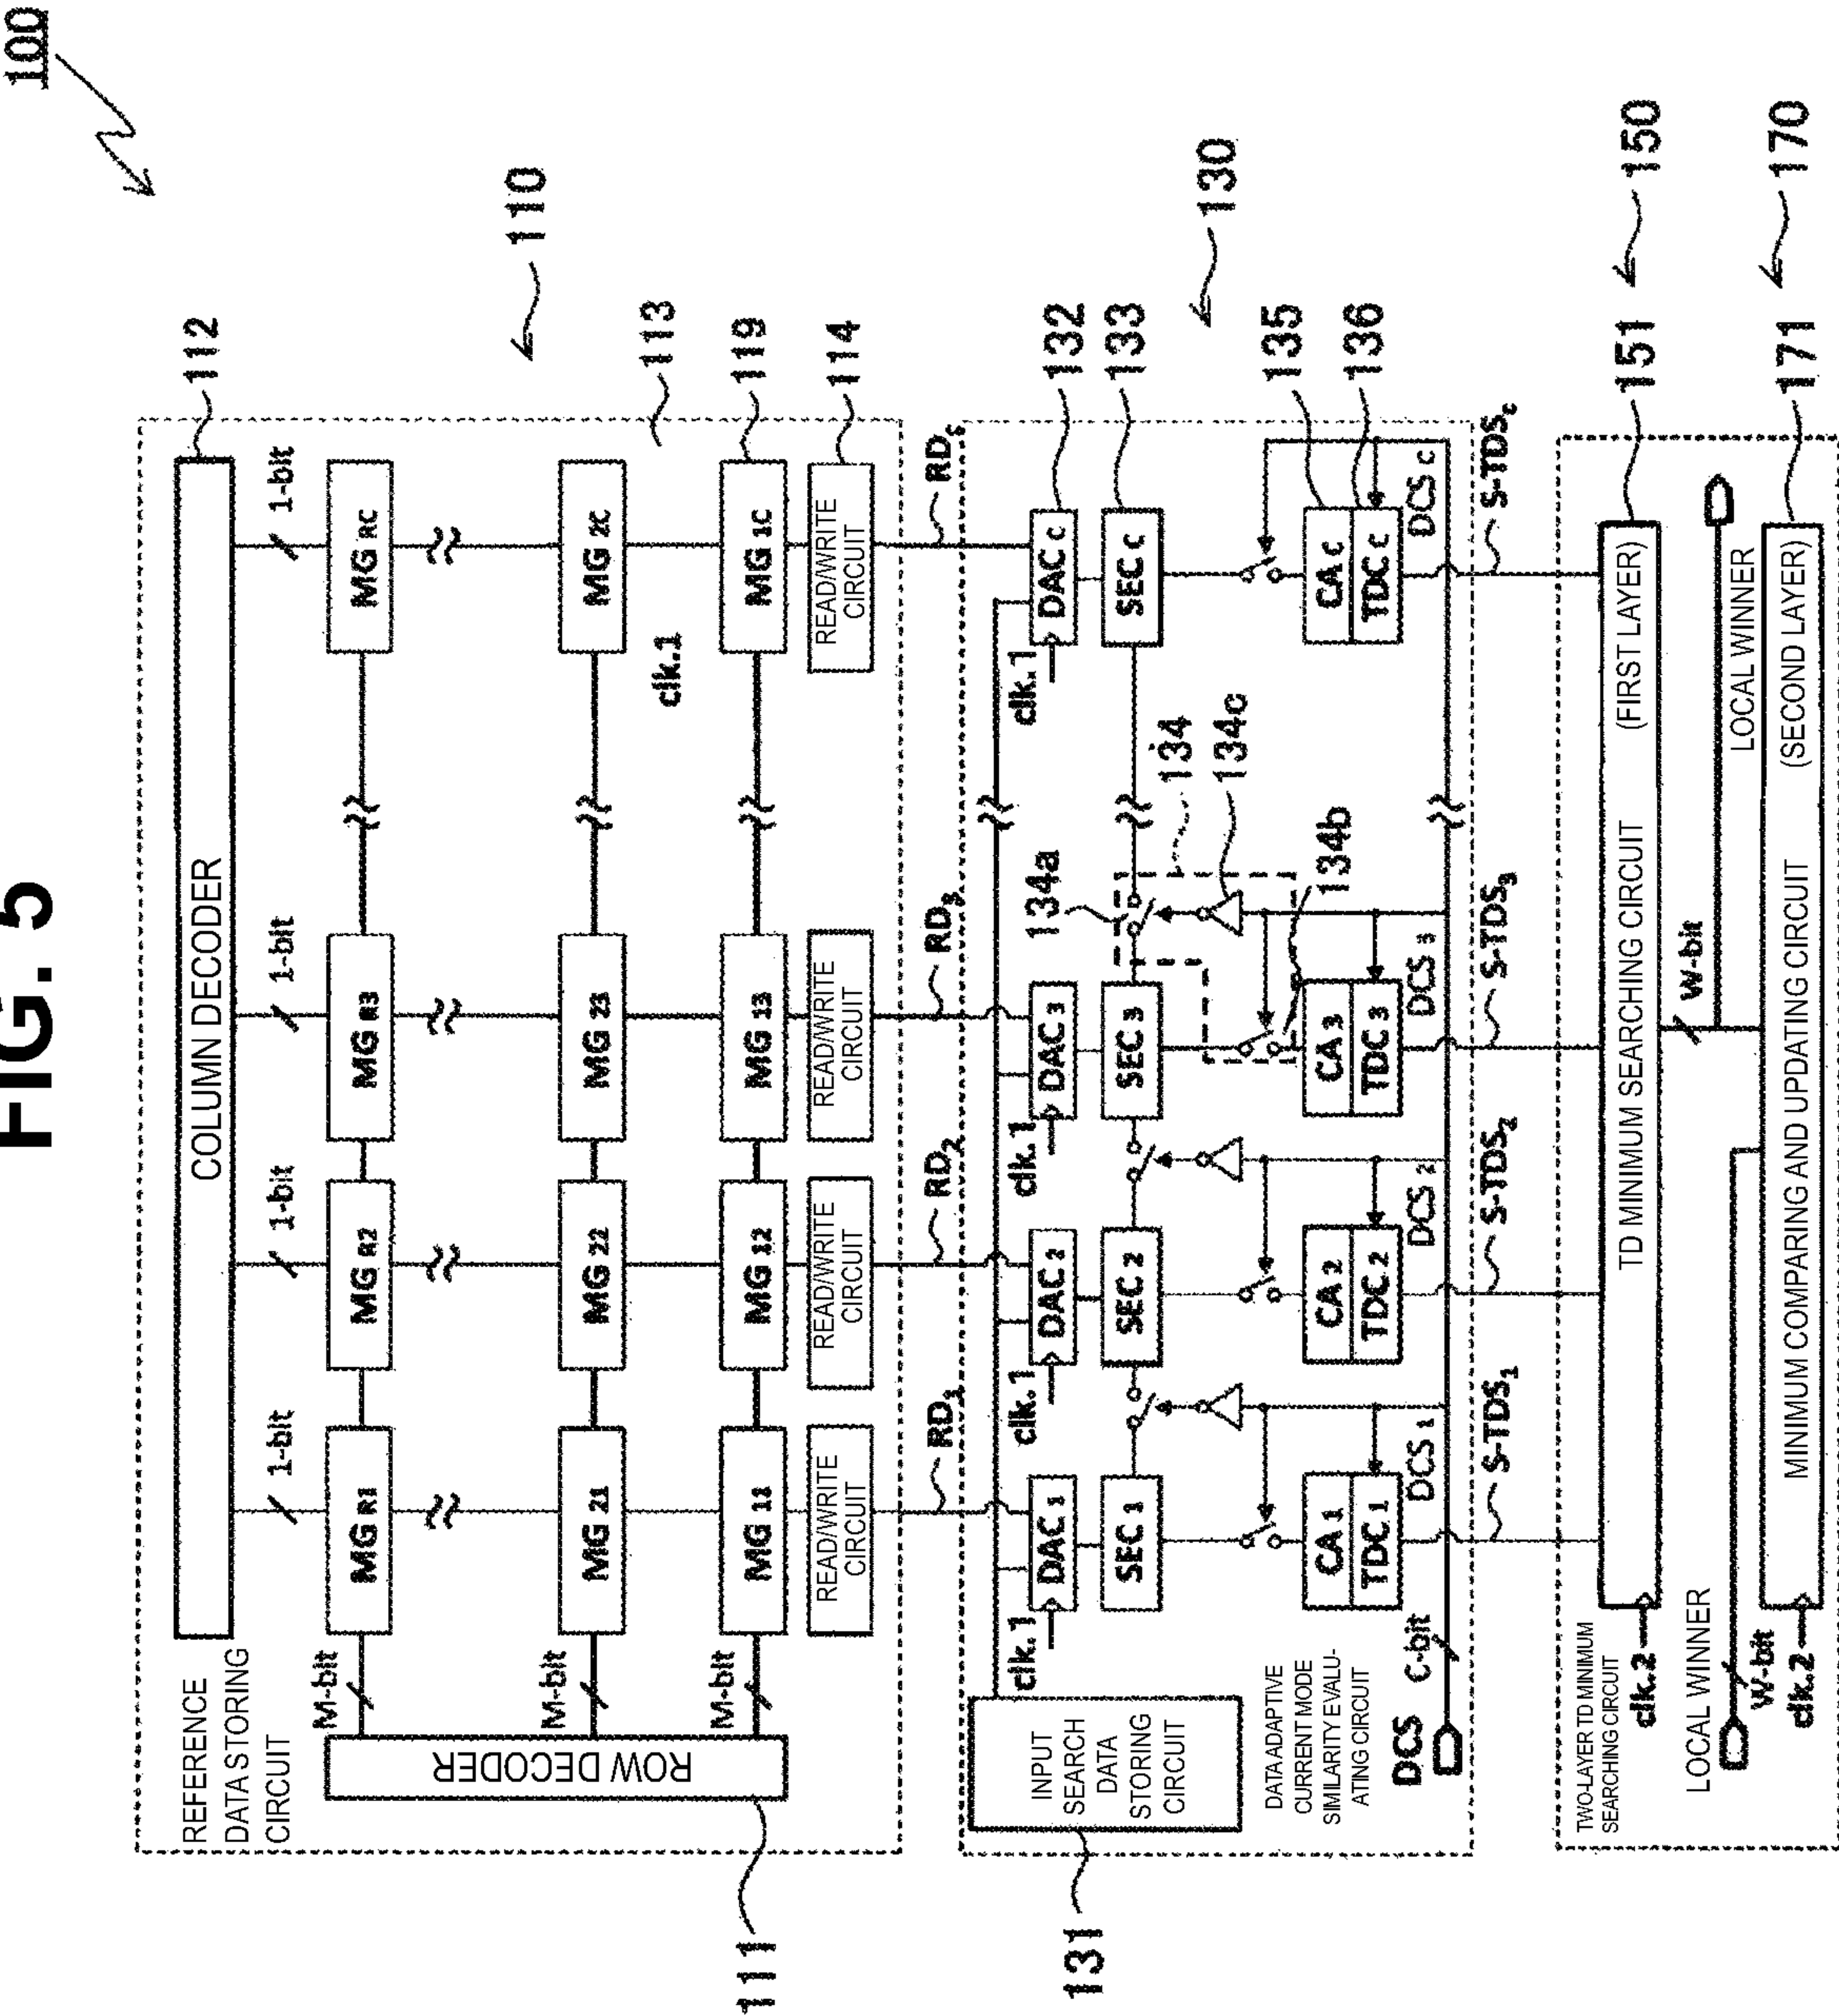 FIG. 5
100
REFERENCE
DATA STORING
CIRCUIT
COLUMN DECODER
112
1-bit
1-bit
1-bit
1-bit
110
ROW DECODER
111
M-bit
MG R1
MG R2
MG R3
MG RC
M-bit
MG 21
MG 22
MG 23
MG 2C
113
clk.1
M-bit
MG 11
MG 12
MG 13
MG 1C
119
READ/WRITE
CIRCUIT
READ/WRITE
CIRCUIT
READ/WRITE
CIRCUIT
READ/WRITE
CIRCUIT
114
RD1
RD2
RD3
RDc
INPUT
SEARCH
DATA
STORING
CIRCUIT
131
clk.1
DAC 1
clk.1
DAC 2
clk.1
DAC 3
clk.1
DAC C
132
130
SEC 1
SEC 2
SEC 3
SEC C
133
134a
134
134c
134b
DATA ADAPTIVE
CURRENT MODE
SIMILARITY EVALU-
ATING CIRCUIT
CA 1
CA 2
CA 3
CA C
135
TDC 1
TDC 2
TDC 3
TDC C
136
DCS
C-bit
DCS 1
DCS 2
DCS 3
DCS C
S-TDS1
S-TDS2
S-TDS3
S-TDSc
TWO-LAYER TD MINIMUM
SEARCHING CIRCUIT
clk.2
TD MINIMUM SEARCHING CIRCUIT (FIRST LAYER)
151
150
W-bit
LOCAL WINNER
LOCAL WINNER
W-bit
clk.2
MINIMUM COMPARING AND UPDATING CIRCUIT (SECOND LAYER)
171
170